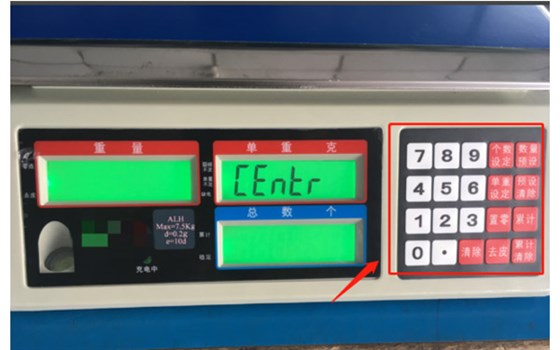 重量
单重克
CEntr
总数个
ALH
Max=7.5Kg
d=0.2g
e=10d
累计
充电中
7 8 9 个数设定 数量预设
4 5 6 单重设定 预设清除
1 2 3 置零 累计
0 · 清除 去皮 累计清除